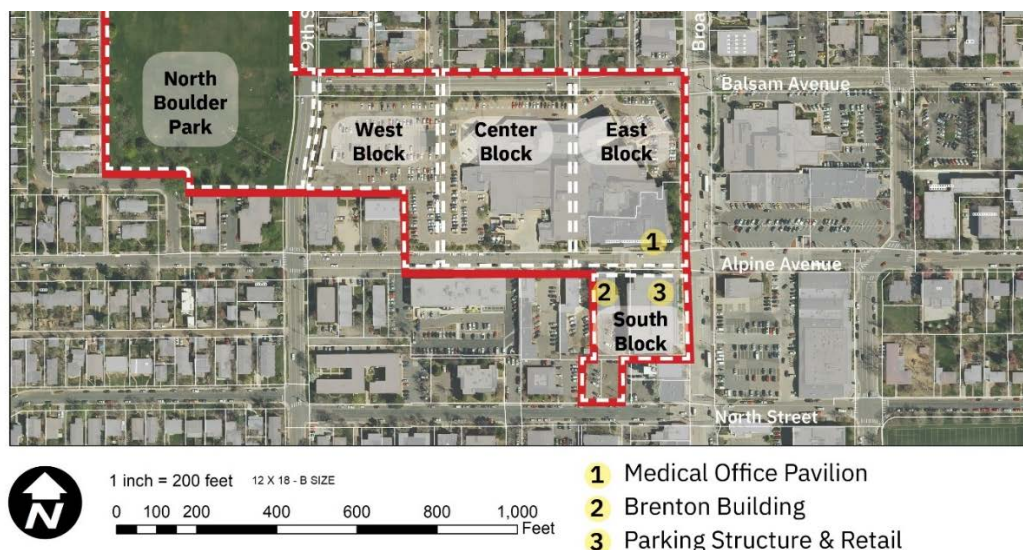 9th S
Broa
North
Boulder
Park
Balsam Avenue
West
Block
Center
Block
East
Block
1
Alpine Avenue
2
3
South
Block
North Street
N
1 inch = 200 feet 12 X 18 - B SIZE
0 100 200 400 600 800 1,000
Feet
1 Medical Office Pavilion
2 Brenton Building
3 Parking Structure & Retail